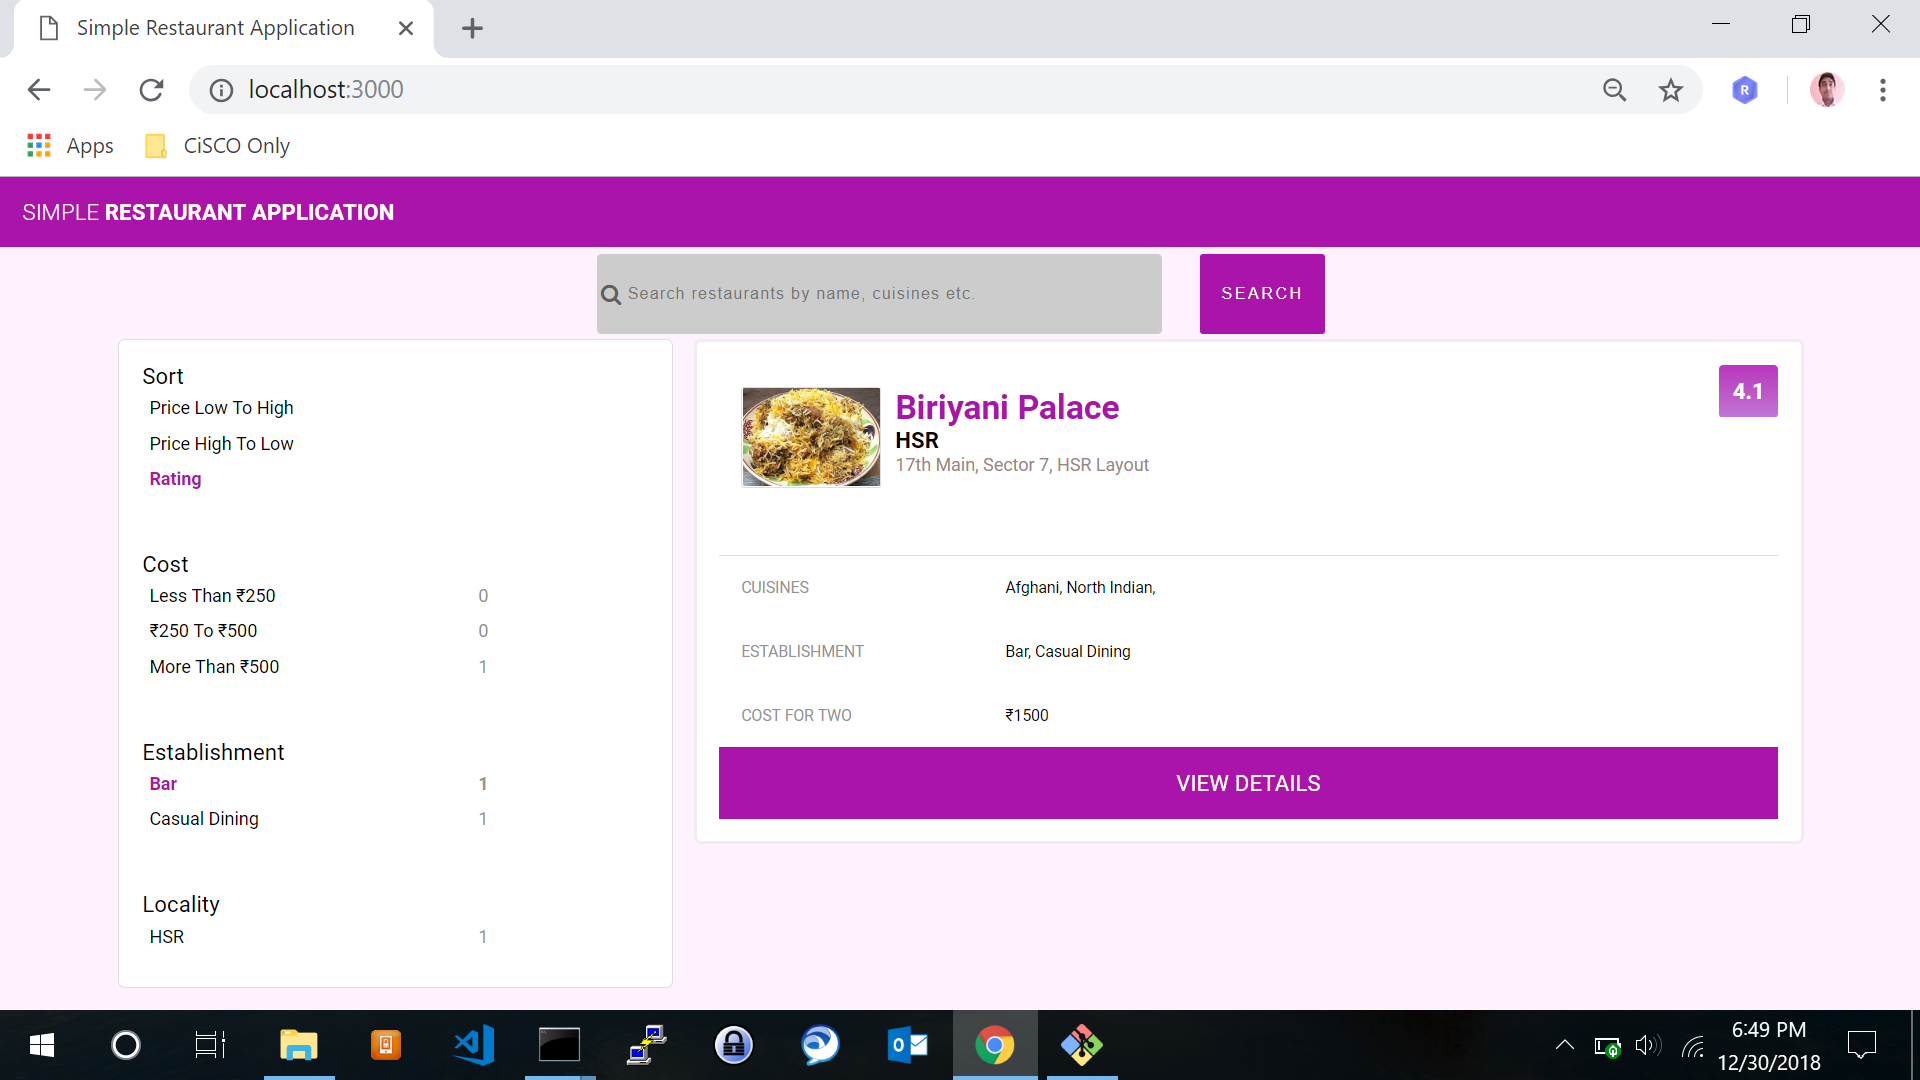 Simple Restaurant Application
localhost:3000
R
Apps
CiSCO Only
SIMPLE RESTAURANT APPLICATION
Search restaurants by name, cuisines etc.
SEARCH
Sort
Price Low To High
Price High To Low
Rating
Cost
Less Than ₹250 0
₹250 To ₹500 0
More Than ₹500 1
Establishment
Bar 1
Casual Dining 1
Locality
HSR 1
4.1
Biriyani Palace
HSR
17th Main, Sector 7, HSR Layout
CUISINES Afghani, North Indian,
ESTABLISHMENT Bar, Casual Dining
COST FOR TWO ₹1500
VIEW DETAILS
6:49 PM
12/30/2018